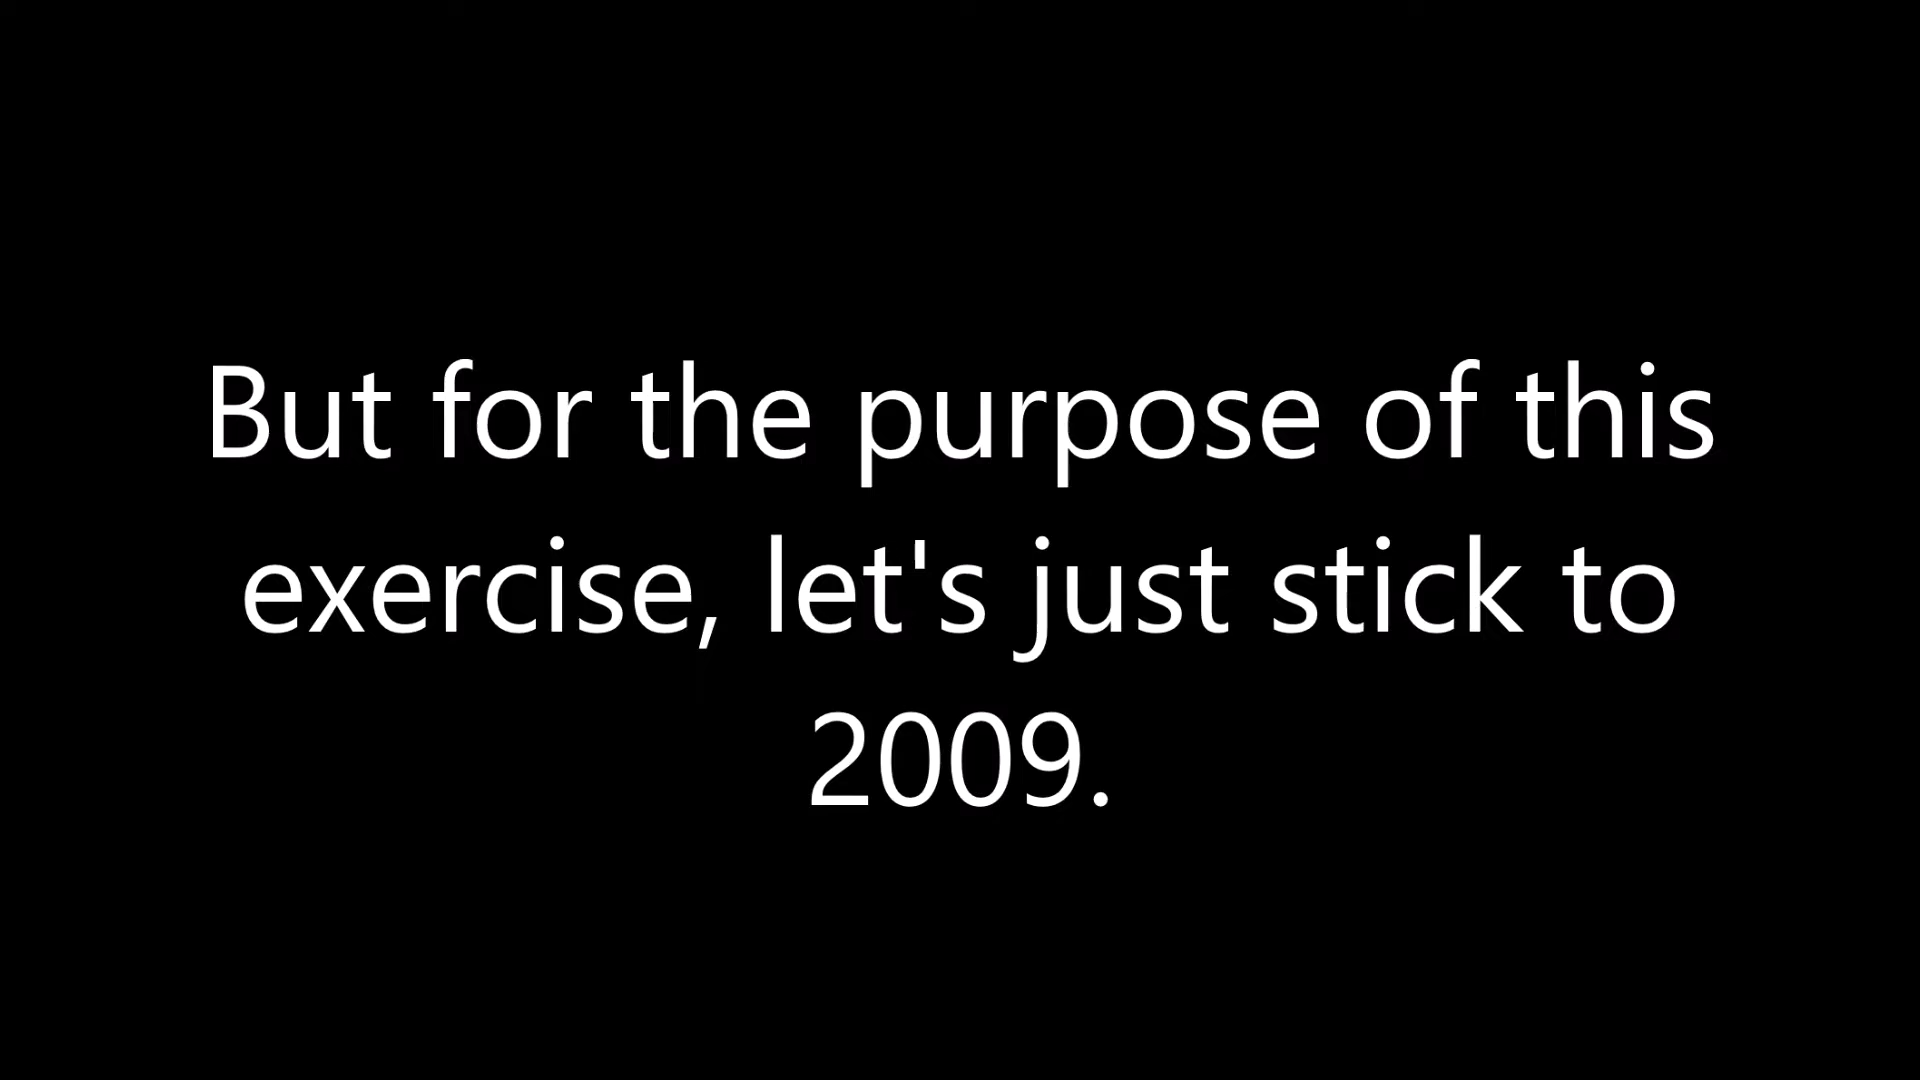 But for the purpose of this
exercise, let's just stick to
2009.